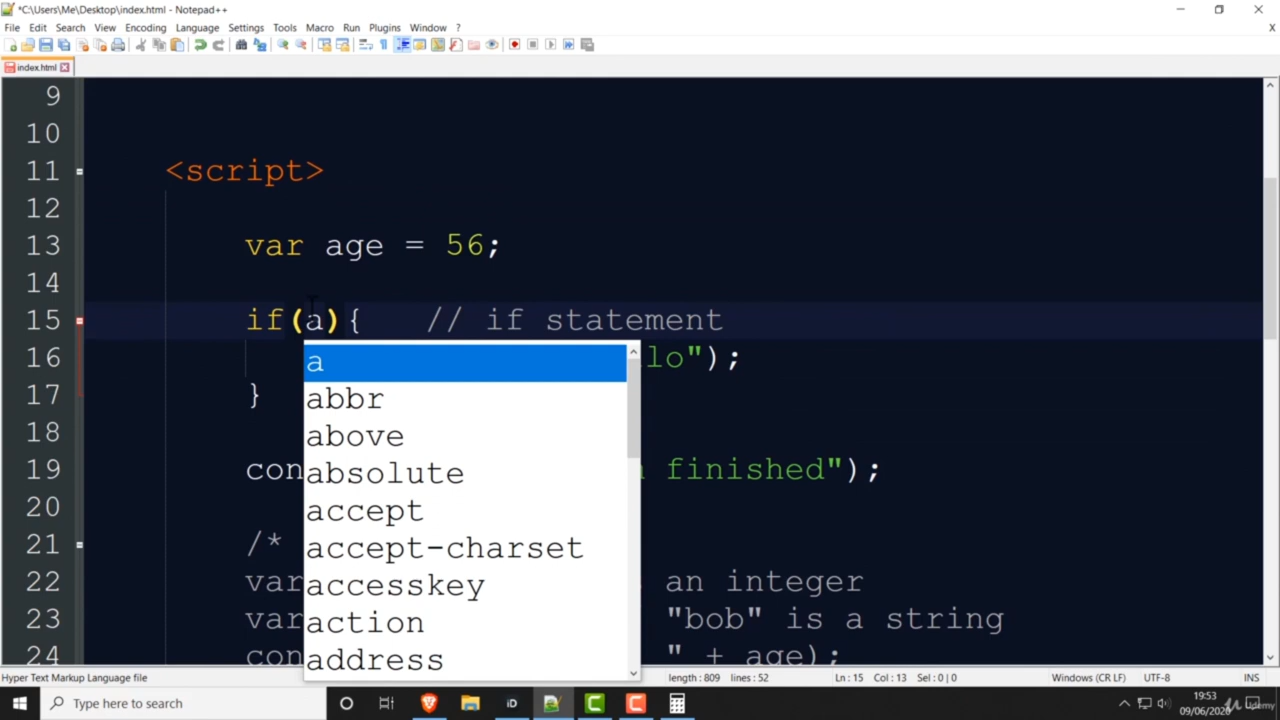 *C:\Users\Me\Desktop\index.html - Notepad++
File Edit Search View Encoding Language Settings Tools Macro Run Plugins Window ?
index.html
9
10
11 <script>
12
13 var age = 56;
14
15 if(a){ // if statement
16 lo");
17 }
18
19 con finished");
20
21 /*
22 var an integer
23 var "bob" is a string
24 con " + age);
a
abbr
above
absolute
accept
accept-charset
accesskey
action
address
Hyper Text Markup Language file length : 809 lines : 52 Ln : 15 Col : 13 Sel : 0 | 0 Windows (CR LF) UTF-8 INS
Type here to search
19:53
09/06/2020
Udemy